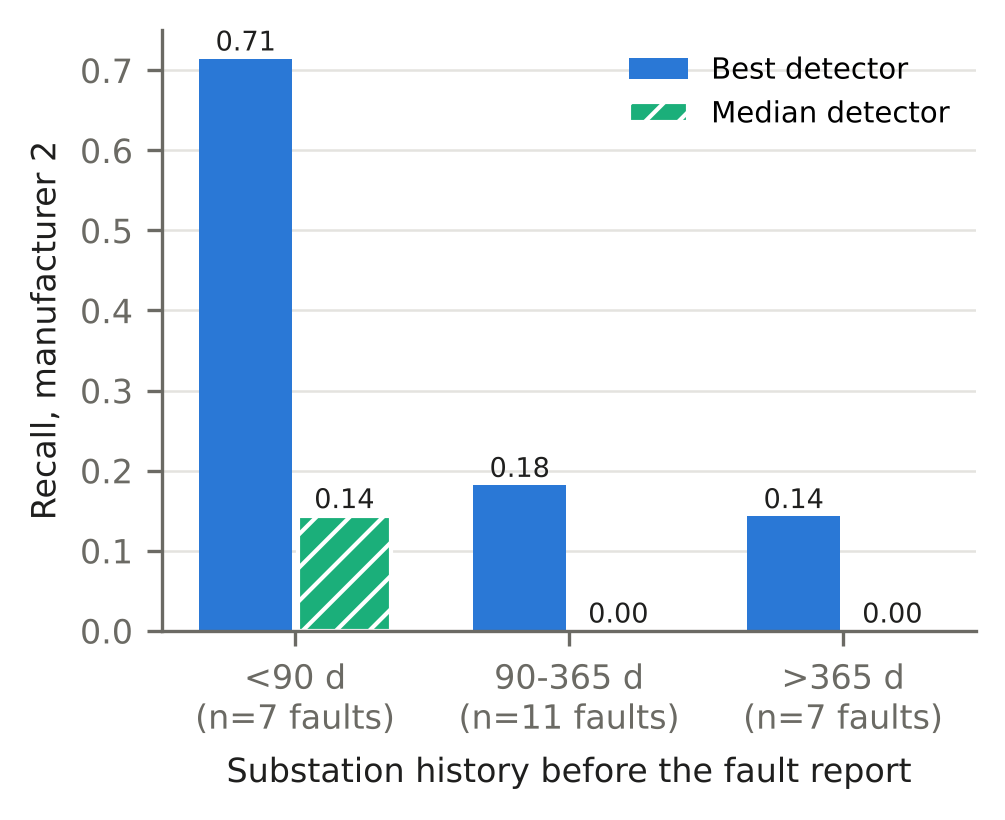 0.71
0.14
0.18
0.00
0.14
0.00
Best detector
Median detector
Recall, manufacturer 2
0.7
0.6
0.5
0.4
0.3
0.2
0.1
0.0
<90 d
(n=7 faults)
90-365 d
(n=11 faults)
>365 d
(n=7 faults)
Substation history before the fault report